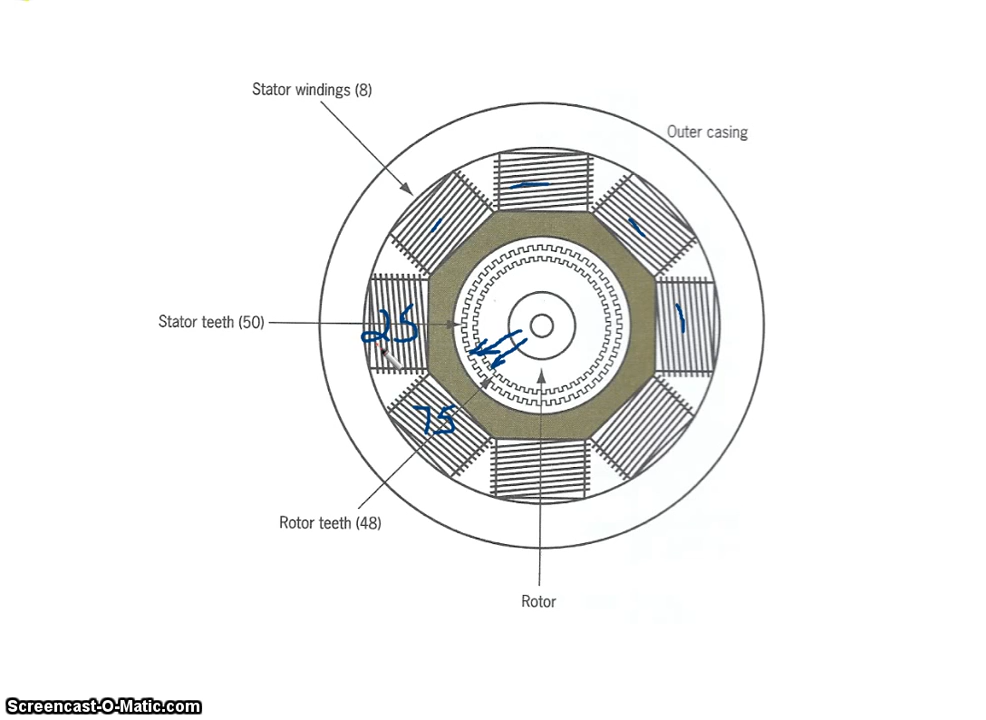 Stator windings (8)
Outer casing
Stator teeth (50)
25
75
Rotor teeth (48)
Rotor
Screencast-O-Matic.com